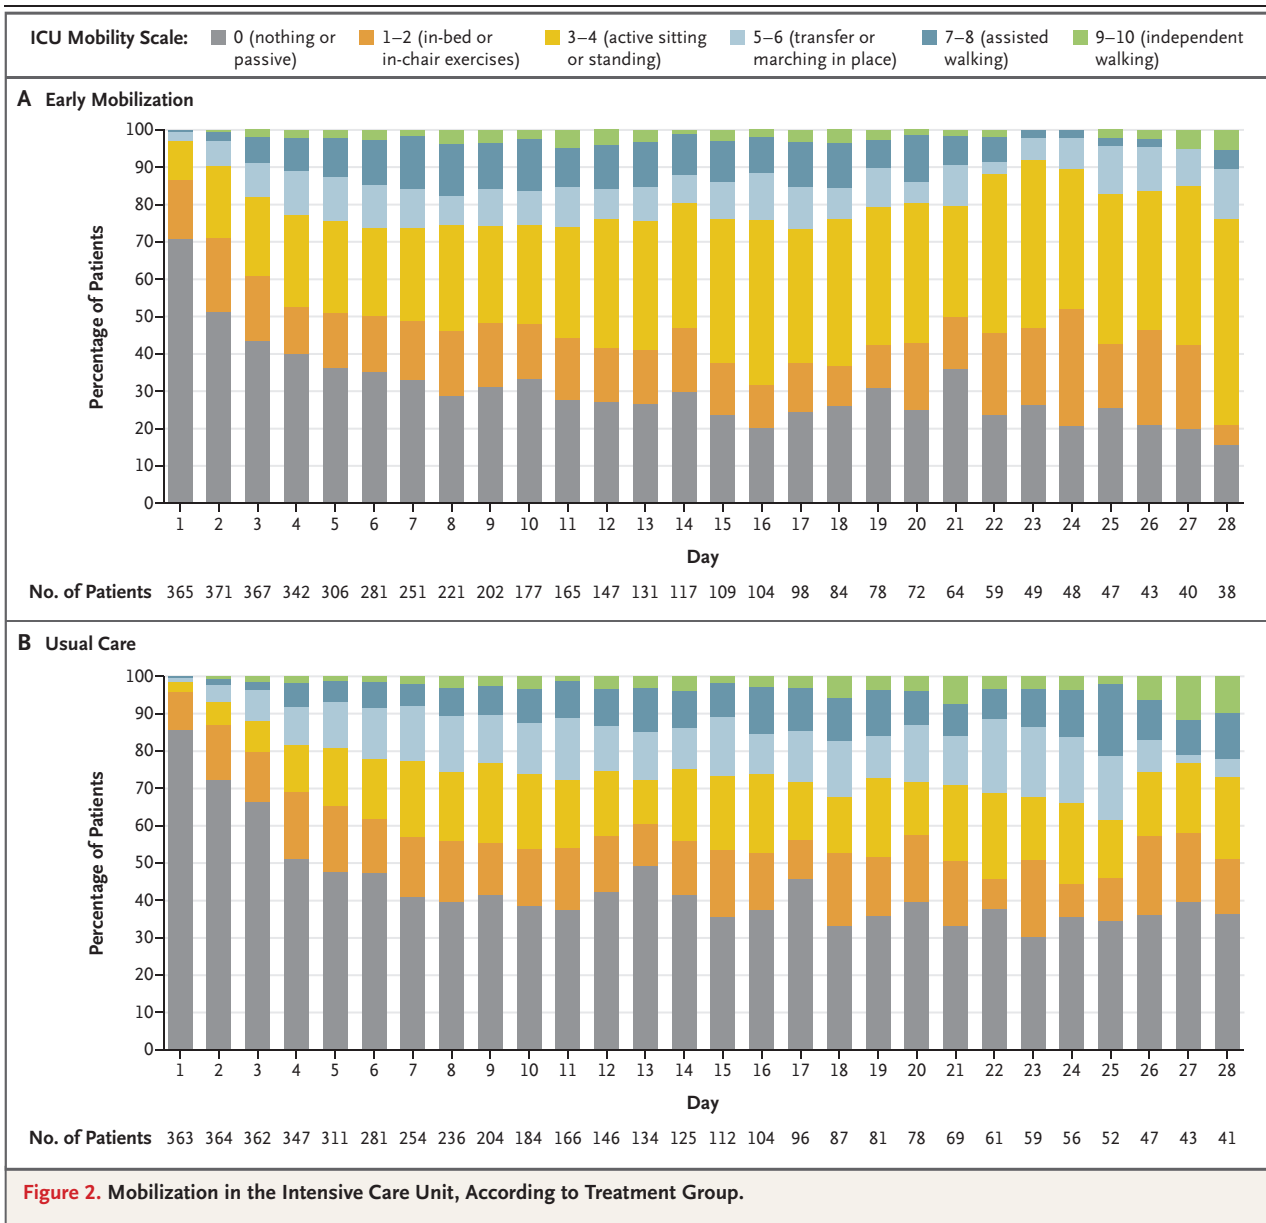 ICU Mobility Scale: 0 (nothing or passive) 1–2 (in-bed or in-chair exercises) 3–4 (active sitting or standing) 5–6 (transfer or marching in place) 7–8 (assisted walking) 9–10 (independent walking)
A Early Mobilization
Percentage of Patients
100
90
80
70
60
50
40
30
20
10
0
1 2 3 4 5 6 7 8 9 10 11 12 13 14 15 16 17 18 19 20 21 22 23 24 25 26 27 28
Day
No. of Patients 365 371 367 342 306 281 251 221 202 177 165 147 131 117 109 104 98 84 78 72 64 59 49 48 47 43 40 38
B Usual Care
Percentage of Patients
100
90
80
70
60
50
40
30
20
10
0
1 2 3 4 5 6 7 8 9 10 11 12 13 14 15 16 17 18 19 20 21 22 23 24 25 26 27 28
Day
No. of Patients 363 364 362 347 311 281 254 236 204 184 166 146 134 125 112 104 96 87 81 78 69 61 59 56 52 47 43 41
Figure 2. Mobilization in the Intensive Care Unit, According to Treatment Group.